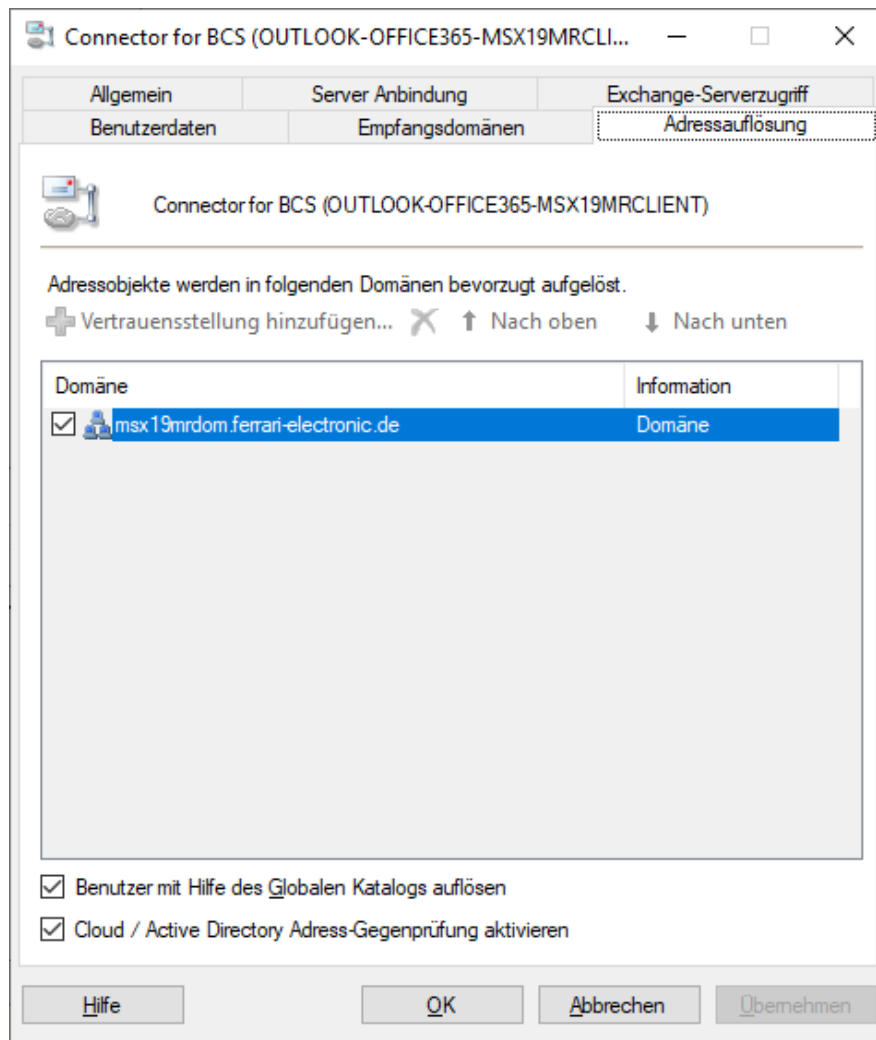 Connector for BCS (OUTLOOK-OFFICE365-MSX19MRCLI...
Allgemein Server Anbindung Exchange-Serverzugriff
Benutzerdaten Empfangsdomänen Adressauflösung
Connector for BCS (OUTLOOK-OFFICE365-MSX19MRCLIENT)
Adressobjekte werden in folgenden Domänen bevorzugt aufgelöst.
Vertrauensstellung hinzufügen... Nach oben Nach unten
Domäne Information
msx19mrdom.ferrari-electronic.de Domäne
Benutzer mit Hilfe des Globalen Katalogs auflösen
Cloud / Active Directory Adress-Gegenprüfung aktivieren
Hilfe OK Abbrechen Übernehmen